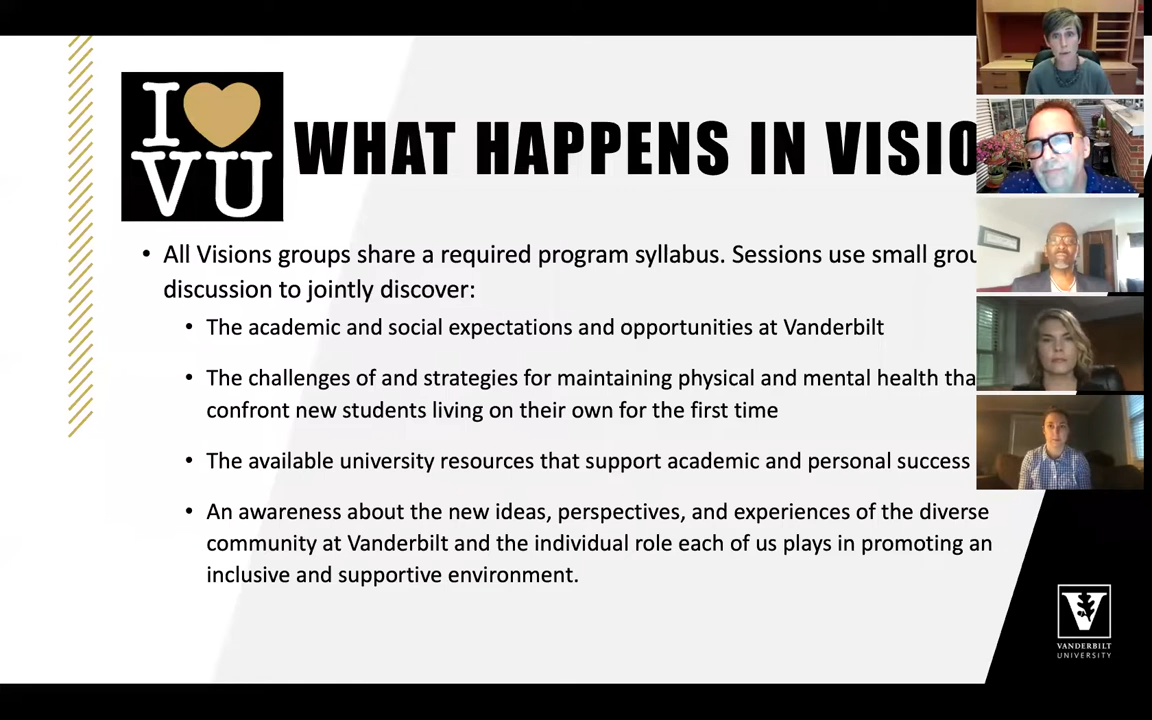 I
VU
WHAT HAPPENS IN VISIO
• All Visions groups share a required program syllabus. Sessions use small grou
discussion to jointly discover:
• The academic and social expectations and opportunities at Vanderbilt
• The challenges of and strategies for maintaining physical and mental health tha
confront new students living on their own for the first time
• The available university resources that support academic and personal success
• An awareness about the new ideas, perspectives, and experiences of the diverse
community at Vanderbilt and the individual role each of us plays in promoting an
inclusive and supportive environment.
V
VANDERBILT
UNIVERSITY